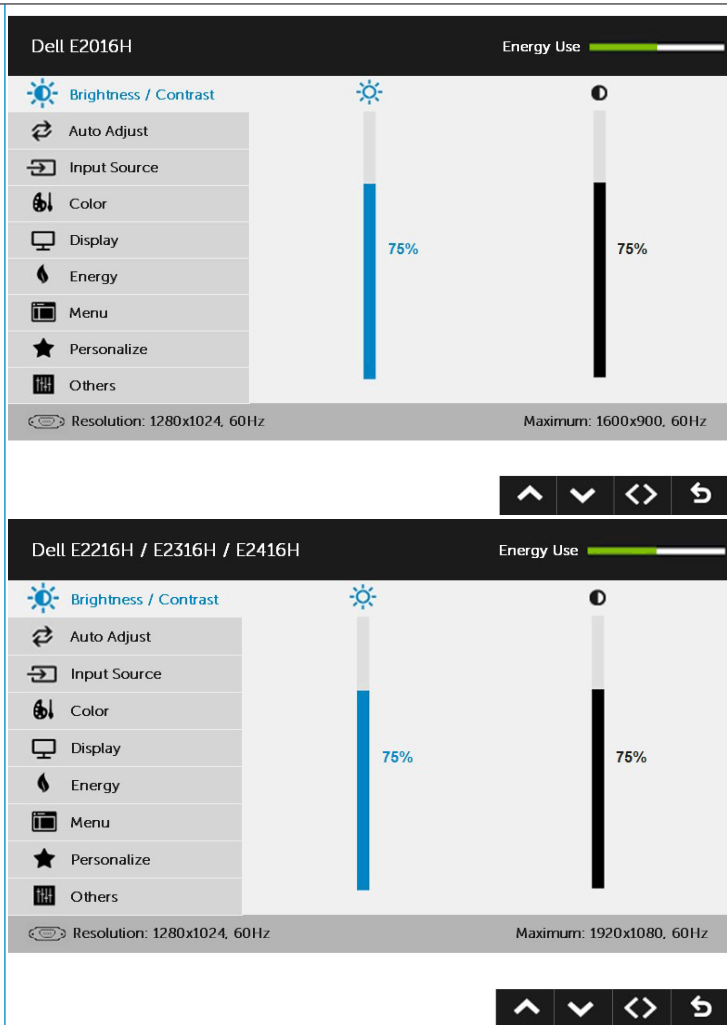 Dell E2016H
Energy Use
Brightness / Contrast
Auto Adjust
Input Source
Color
Display
75%
75%
Energy
Menu
Personalize
Others
Resolution: 1280x1024, 60Hz
Maximum: 1600x900, 60Hz
Dell E2216H / E2316H / E2416H
Energy Use
Brightness / Contrast
Auto Adjust
Input Source
Color
Display
75%
75%
Energy
Menu
Personalize
Others
Resolution: 1280x1024, 60Hz
Maximum: 1920x1080, 60Hz